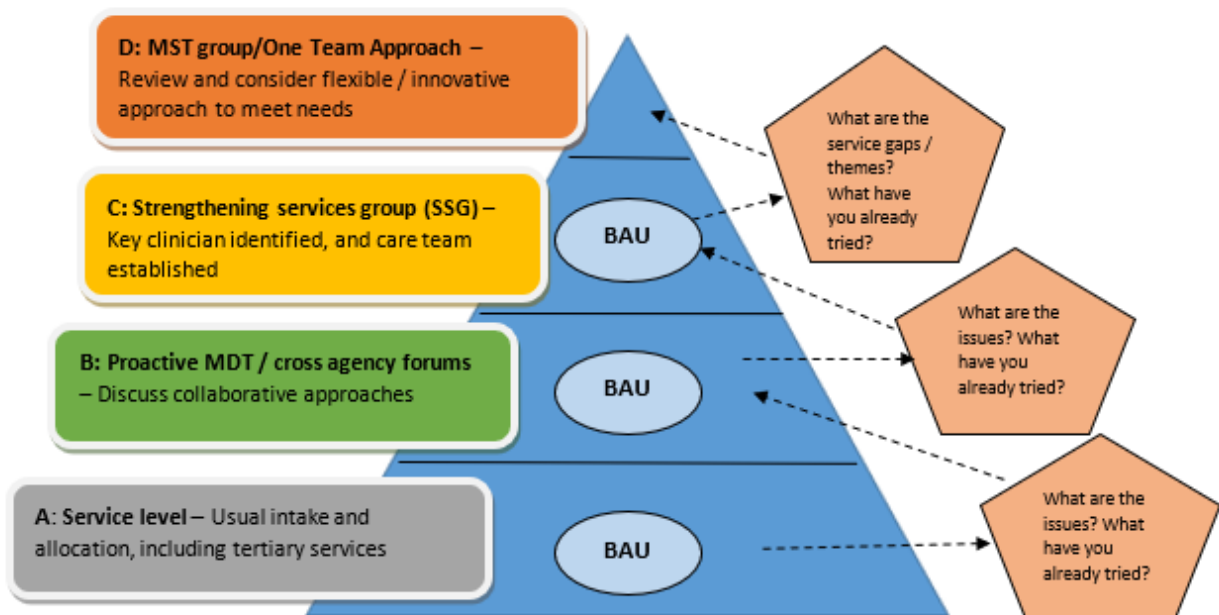 D: MST group/One Team Approach –
Review and consider flexible / innovative
approach to meet needs
What are the
service gaps /
themes?
What have
you already
tried?
C: Strengthening services group (SSG) –
Key clinician identified, and care team
established
BAU
What are the
issues? What
have you
already tried?
B: Proactive MDT / cross agency forums
– Discuss collaborative approaches
BAU
What are the
issues? What
have you
already tried?
A: Service level – Usual intake and
allocation, including tertiary services
BAU